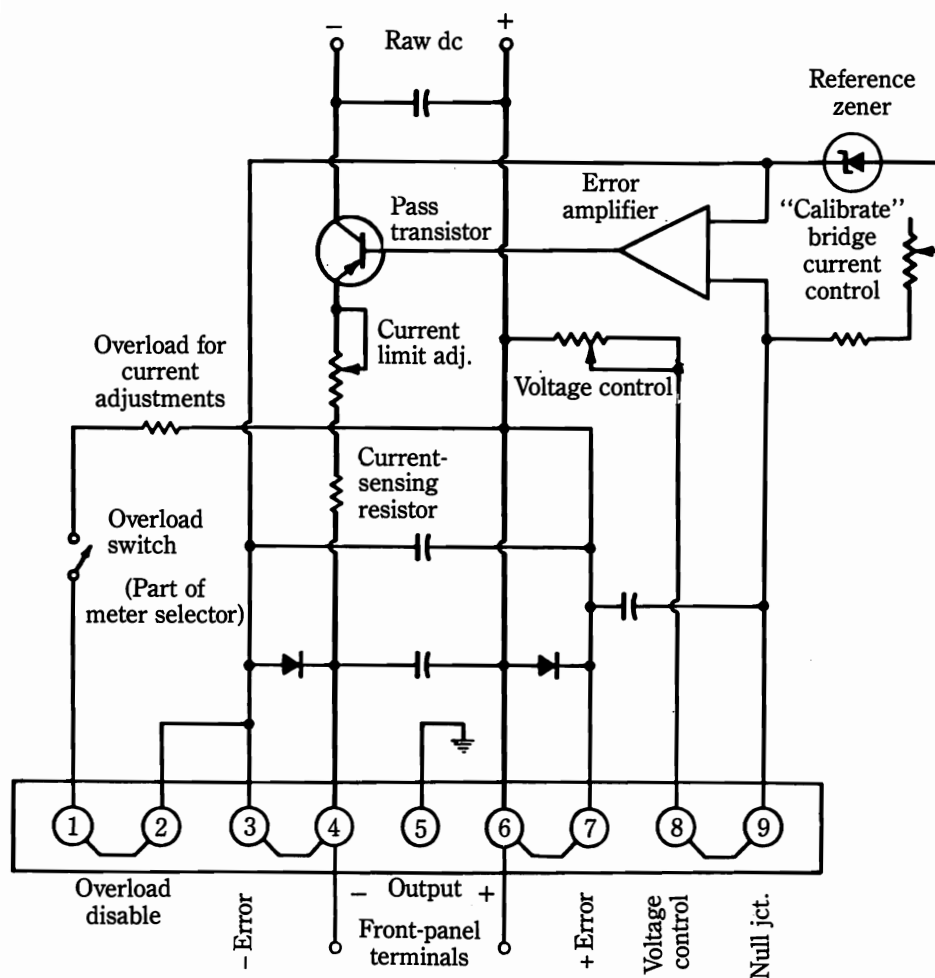 −
+
Raw dc
Reference
zener
Error
amplifier
"Calibrate"
bridge
current
control
Pass
transistor
Current
limit adj.
Overload for
current
adjustments
Voltage control
Current-
sensing
resistor
Overload
switch
(Part of
meter selector)
1 2 3 4 5 6 7 8 9
Overload
disable
− Error
− Output +
Front-panel
terminals
+ Error
Voltage
control
Null jct.